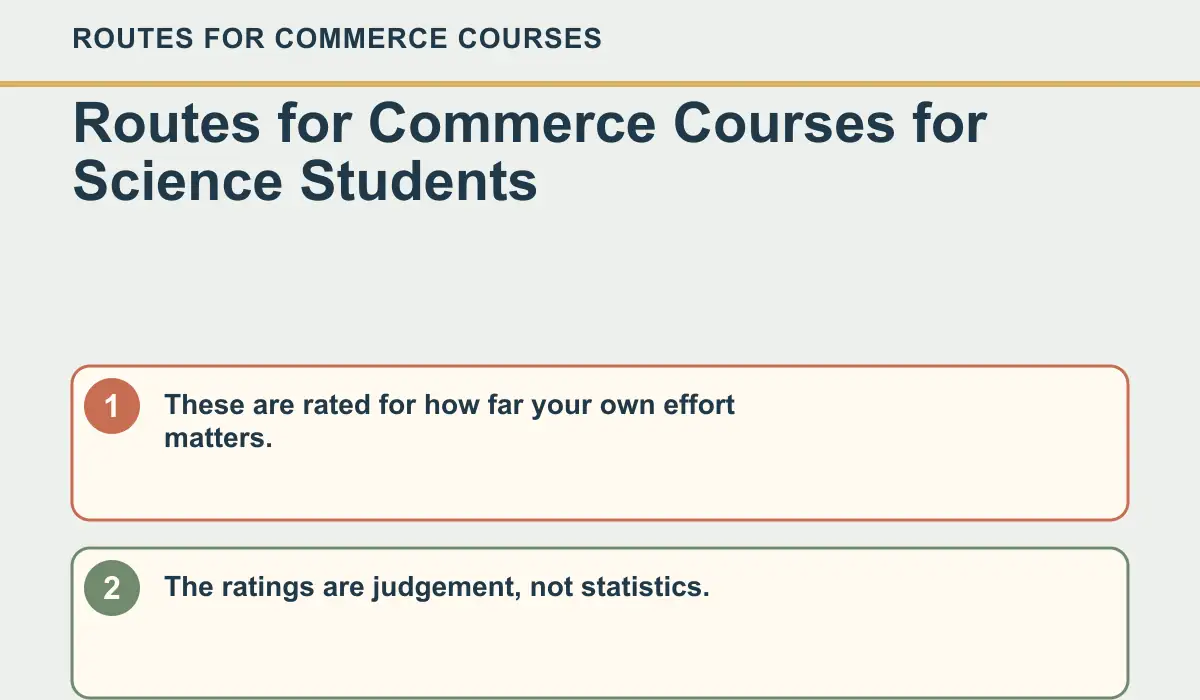 ROUTES FOR COMMERCE COURSES
Routes for Commerce Courses for
Science Students
1
These are rated for how far your own effort
matters.
2
The ratings are judgement, not statistics.